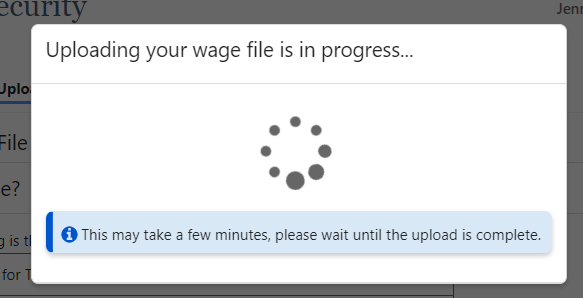 ecurity
Jenn
Uploading your wage file is in progress...
Uplo
File
e?
This may take a few minutes, please wait until the upload is complete.
g is th
for T